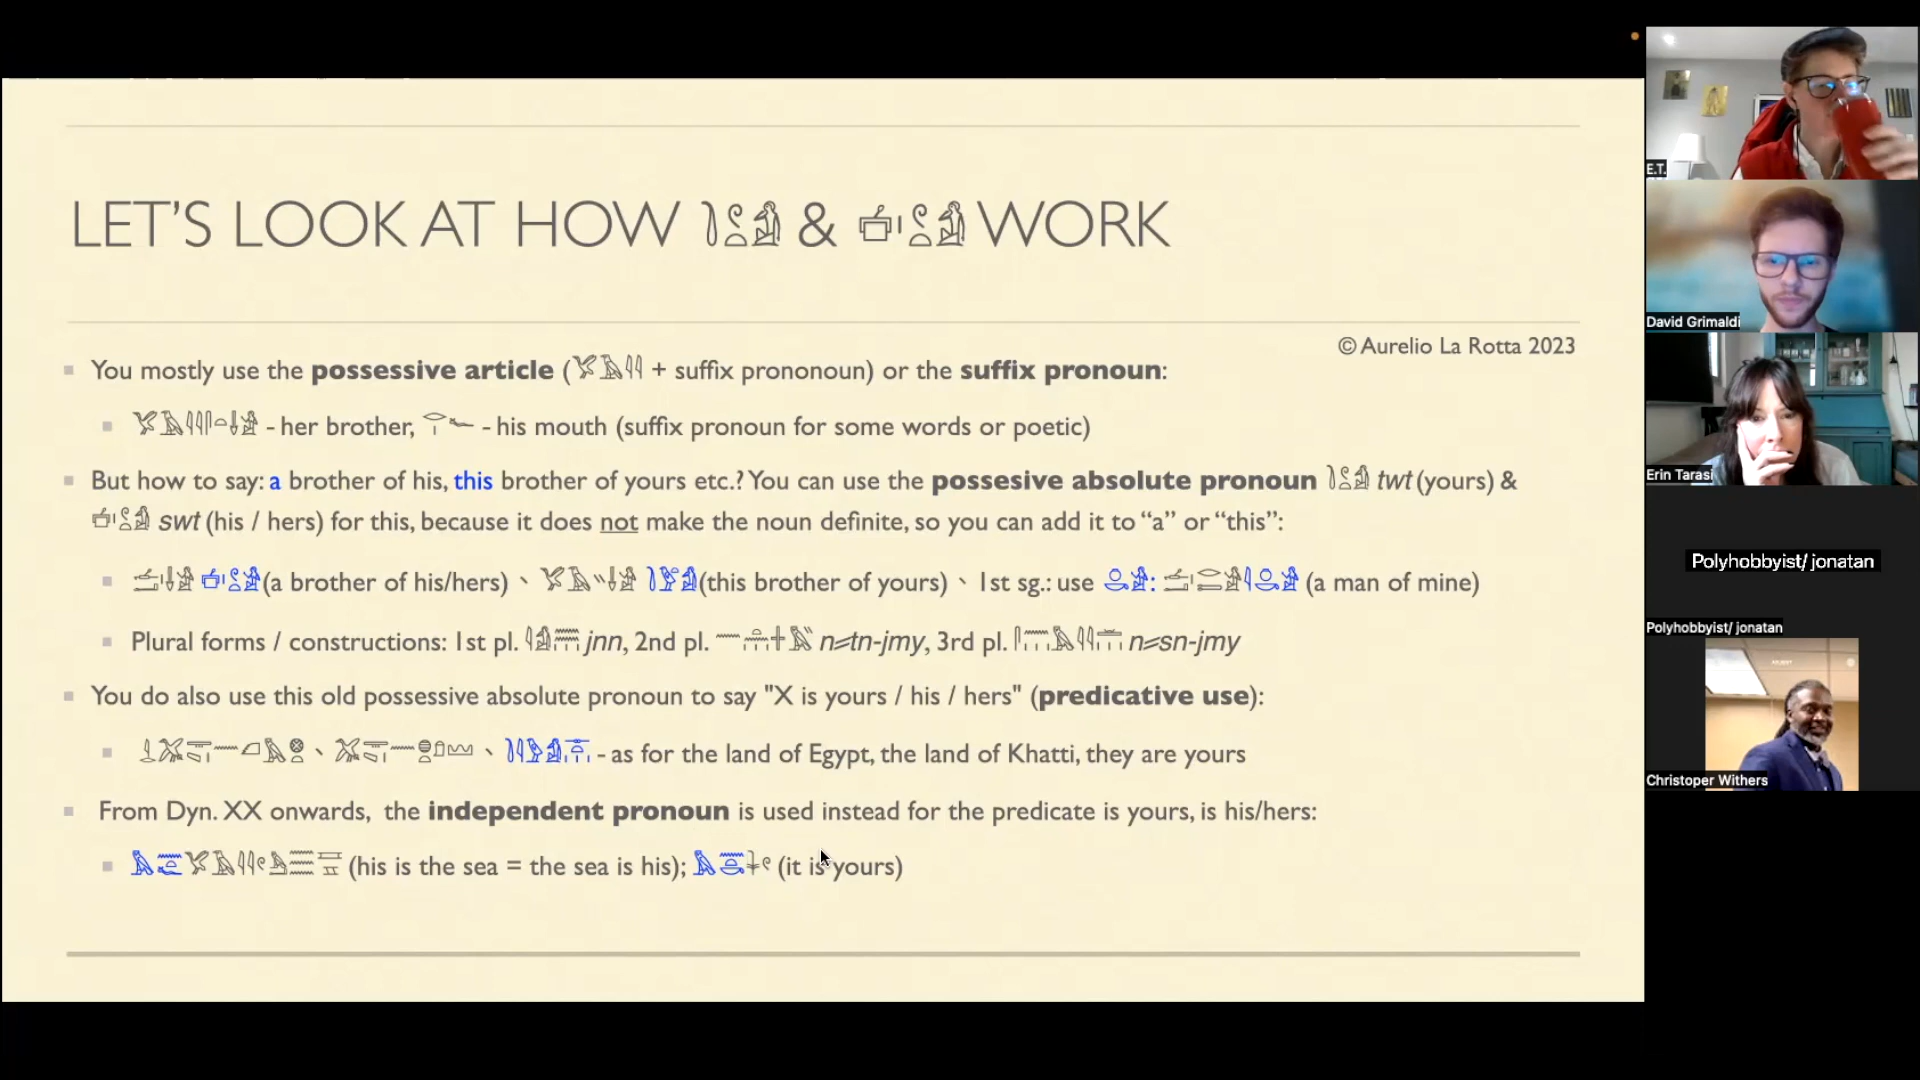 LET'S LOOK AT HOW & WORK
© Aurelio La Rotta 2023
You mostly use the possessive article ( + suffix prononoun) or the suffix pronoun:
- her brother, - his mouth (suffix pronoun for some words or poetic)
But how to say: a brother of his, this brother of yours etc.? You can use the possesive absolute pronoun twt (yours) &
swt (his / hers) for this, because it does not make the noun definite, so you can add it to “a” or “this”:
(a brother of his/hers) (this brother of yours) 1st sg.: use : (a man of mine)
Plural forms / constructions: 1st pl. jnn, 2nd pl. n⸗tn-jmy, 3rd pl. n⸗sn-jmy
You do also use this old possessive absolute pronoun to say "X is yours / his / hers" (predicative use):
- as for the land of Egypt, the land of Khatti, they are yours
From Dyn. XX onwards, the independent pronoun is used instead for the predicate is yours, is his/hers:
(his is the sea = the sea is his); (it is yours)
E.T.
David Grimaldi
Erin Tarasi
Polyhobbyist/ jonatan
Polyhobbyist/ jonatan
Christoper Withers